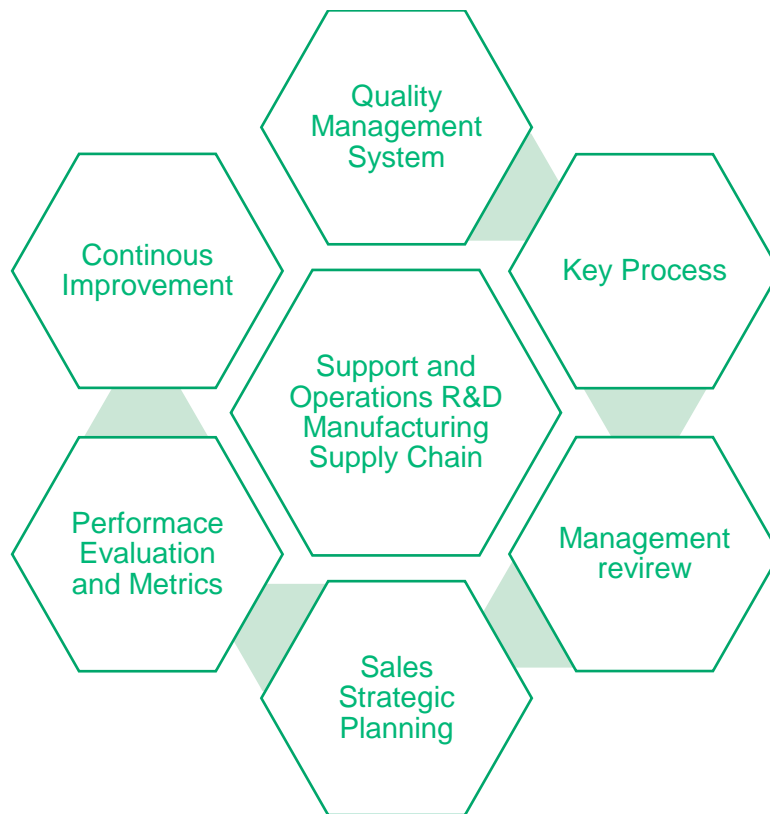 Quality
Management
System
Key Process
Management
revirew
Sales
Strategic
Planning
Performace
Evaluation
and Metrics
Continous
Improvement
Support and
Operations R&D
Manufacturing
Supply Chain